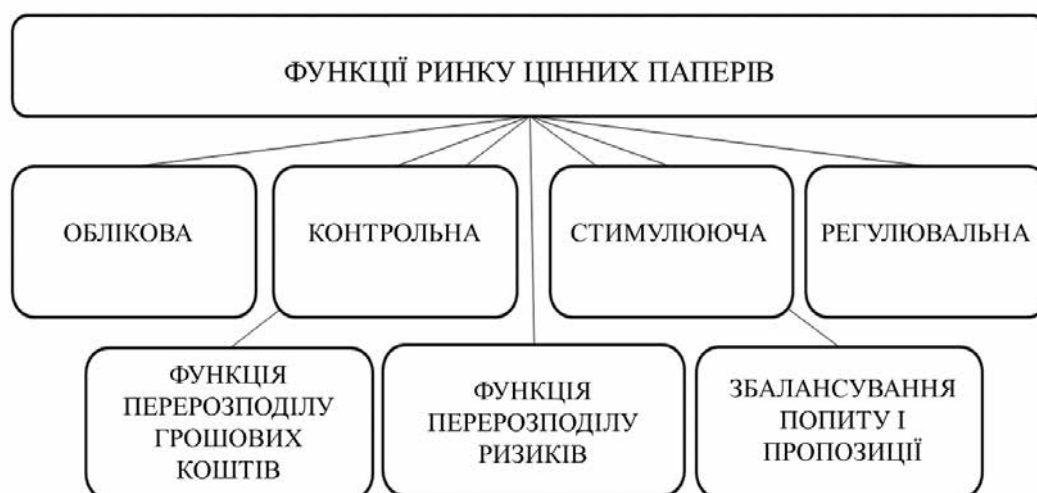 ФУНКЦІЇ РИНКУ ЦІННИХ ПАПЕРІВ
ОБЛІКОВА
КОНТРОЛЬНА
СТИМУЛЮЮЧА
РЕГУЛЮВАЛЬНА
ФУНКЦІЯ
ПЕРЕРОЗПОДІЛУ
ГРОШОВИХ
КОШТІВ
ФУНКЦІЯ
ПЕРЕРОЗПОДІЛУ
РИЗИКІВ
ЗБАЛАНСУВАННЯ
ПОПИТУ І
ПРОПОЗИЦІЇ